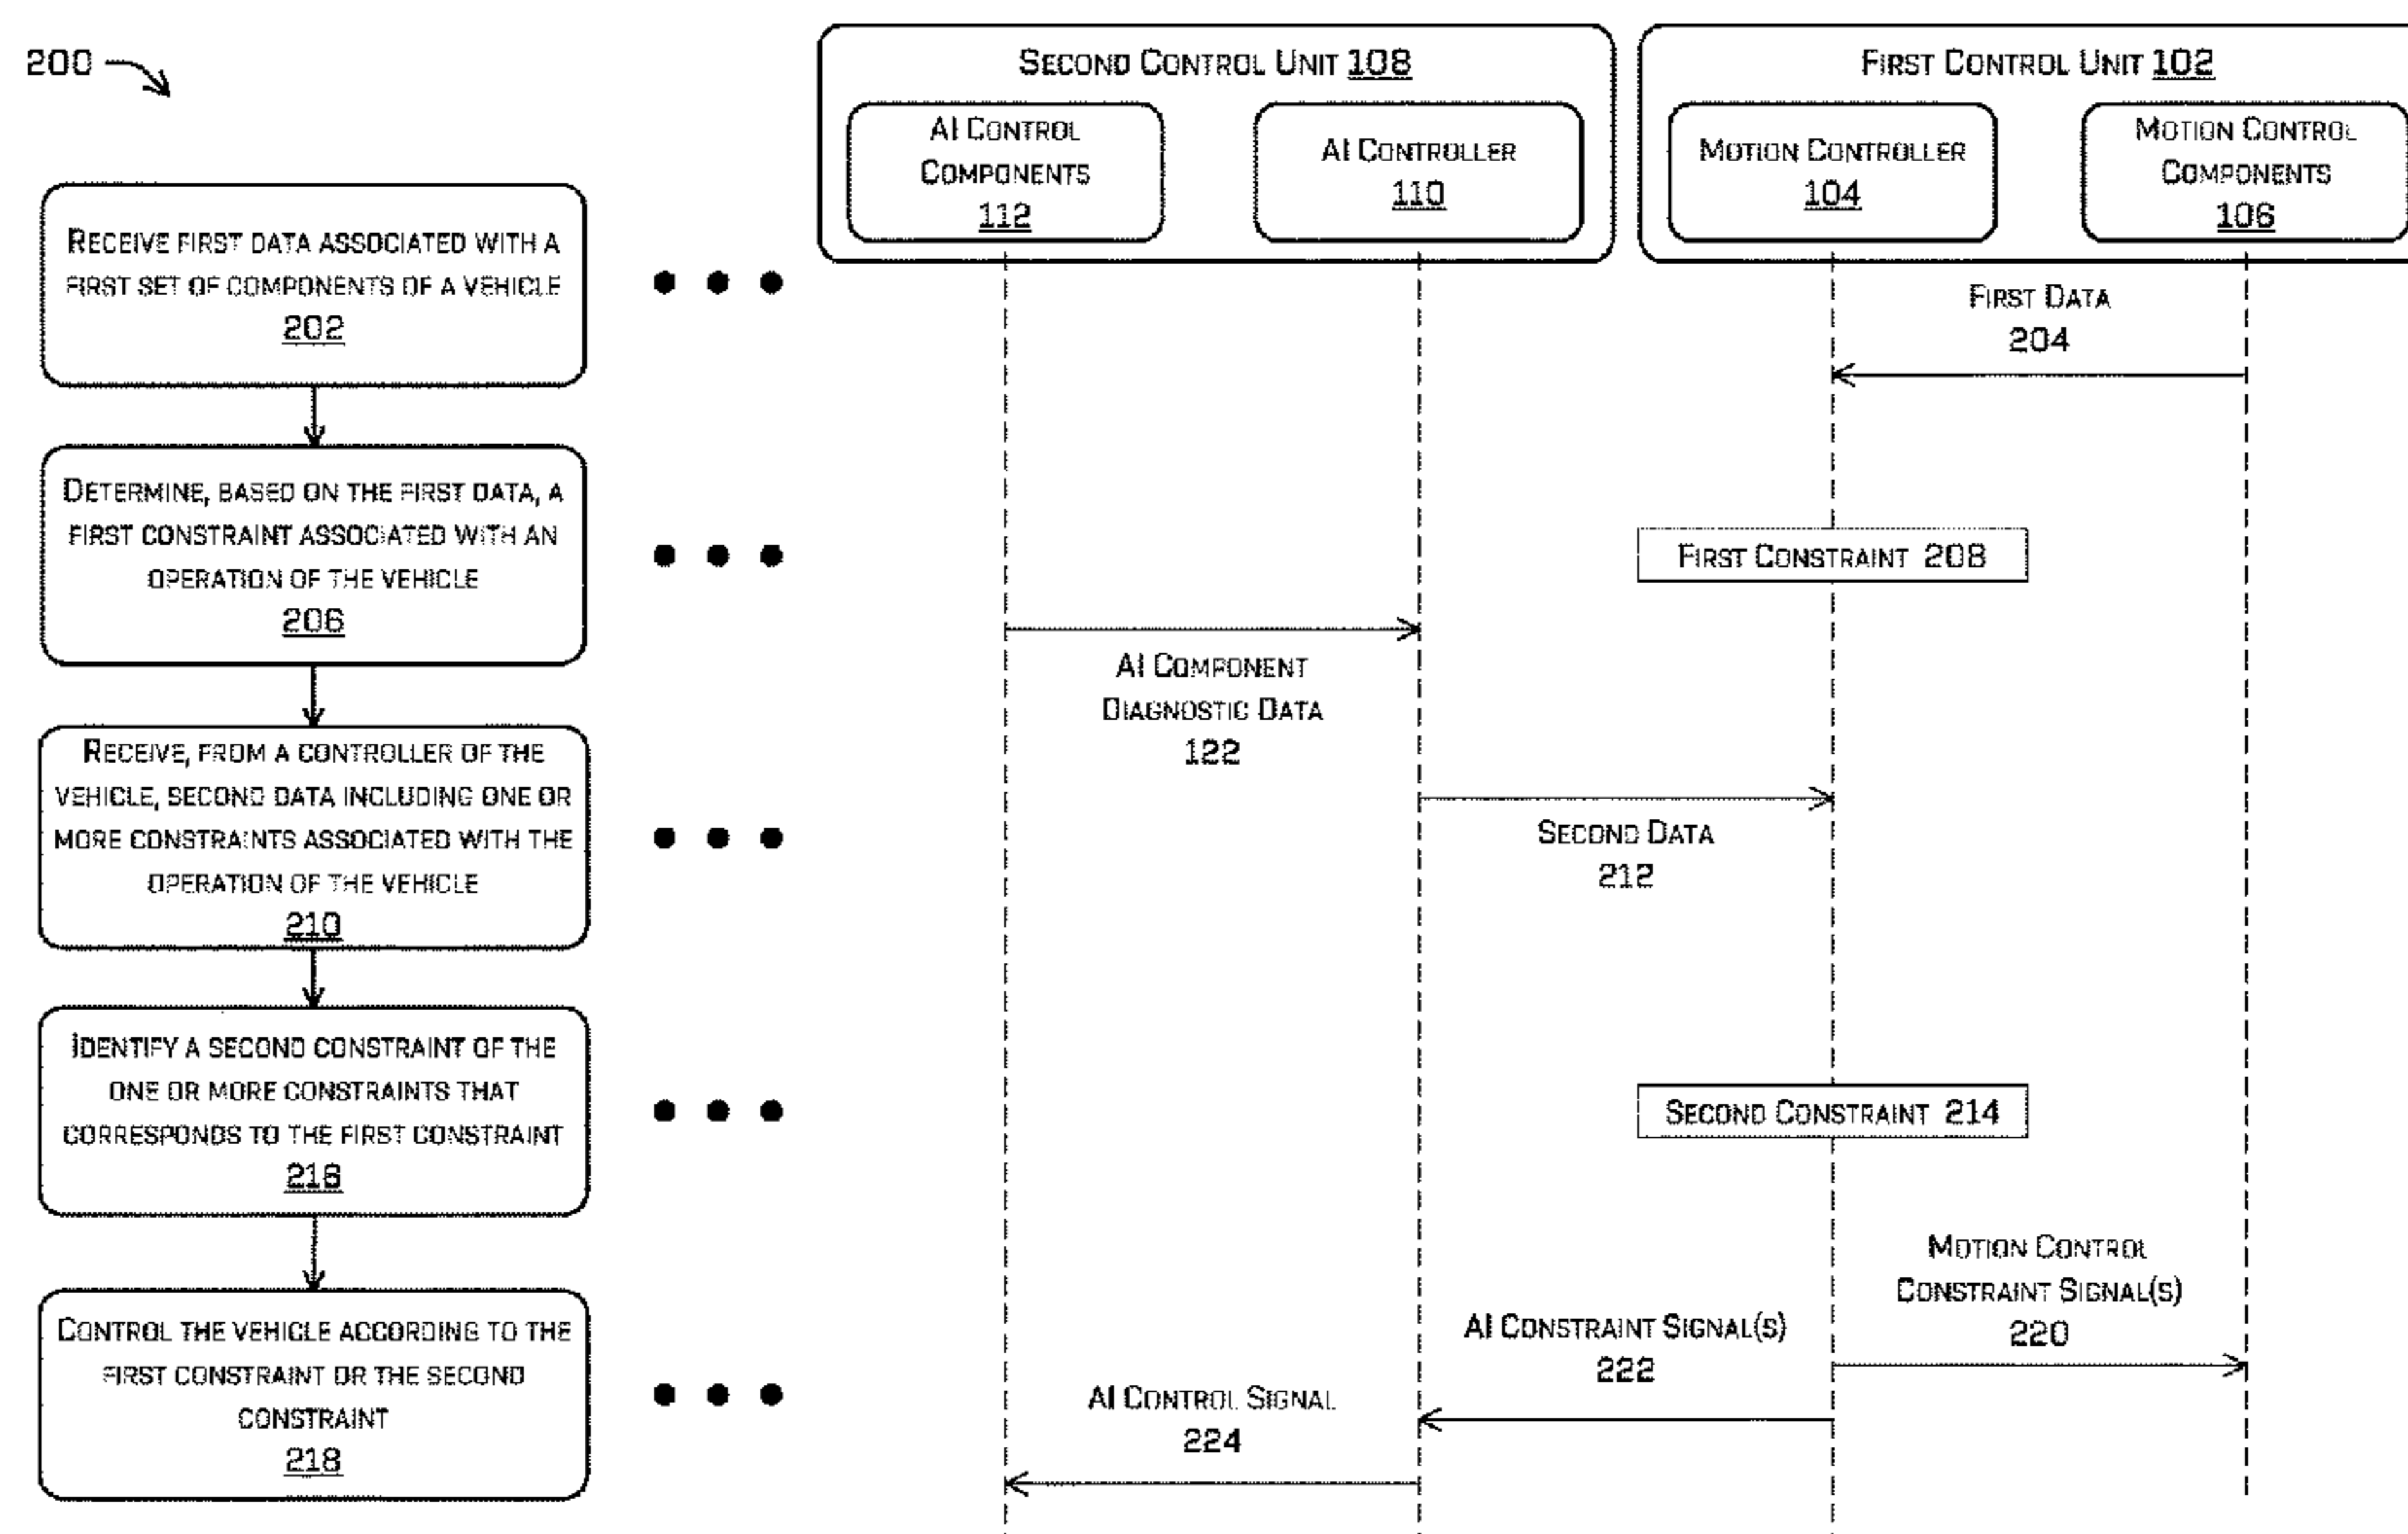 200
SECOND CONTROL UNIT 108
AI CONTROL
COMPONENTS
112
AI CONTROLLER
110
FIRST CONTROL UNIT 102
MOTION CONTROLLER
104
MOTION CONTROL
COMPONENTS
106
RECEIVE FIRST DATA ASSOCIATED WITH A
FIRST SET OF COMPONENTS OF A VEHICLE
202
FIRST DATA
204
DETERMINE, BASED ON THE FIRST DATA, A
FIRST CONSTRAINT ASSOCIATED WITH AN
OPERATION OF THE VEHICLE
206
FIRST CONSTRAINT 208
AI COMPONENT
DIAGNOSTIC DATA
122
RECEIVE, FROM A CONTROLLER OF THE
VEHICLE, SECOND DATA INCLUDING ONE OR
MORE CONSTRAINTS ASSOCIATED WITH THE
OPERATION OF THE VEHICLE
210
SECOND DATA
212
IDENTIFY A SECOND CONSTRAINT OF THE
ONE OR MORE CONSTRAINTS THAT
CORRESPONDS TO THE FIRST CONSTRAINT
216
SECOND CONSTRAINT 214
CONTROL THE VEHICLE ACCORDING TO THE
FIRST CONSTRAINT OR THE SECOND
CONSTRAINT
218
MOTION CONTROL
CONSTRAINT SIGNAL(S)
220
AI CONSTRAINT SIGNAL(S)
222
AI CONTROL SIGNAL
224